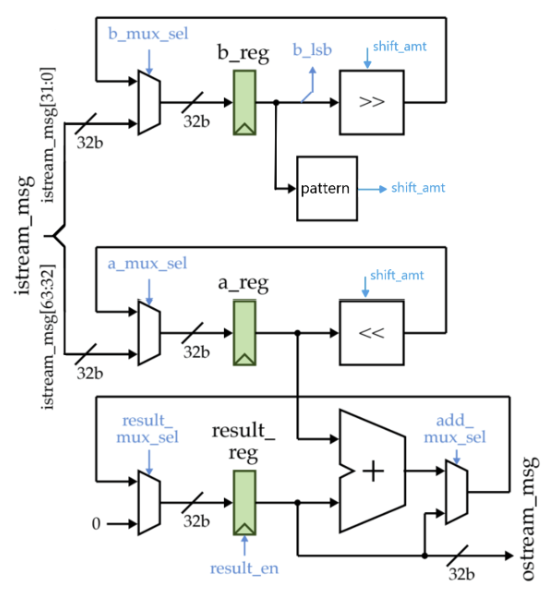 b_mux_sel
b_reg
b_lsb
shift_amt
>>
32b
32b
istream_msg[31:0]
pattern
shift_amt
istream_msg
a_mux_sel
a_reg
shift_amt
<<
32b
32b
istream_msg[63:32]
result_
mux_sel
result_
reg
add_
mux_sel
+
32b
0
result_en
32b
ostream_msg